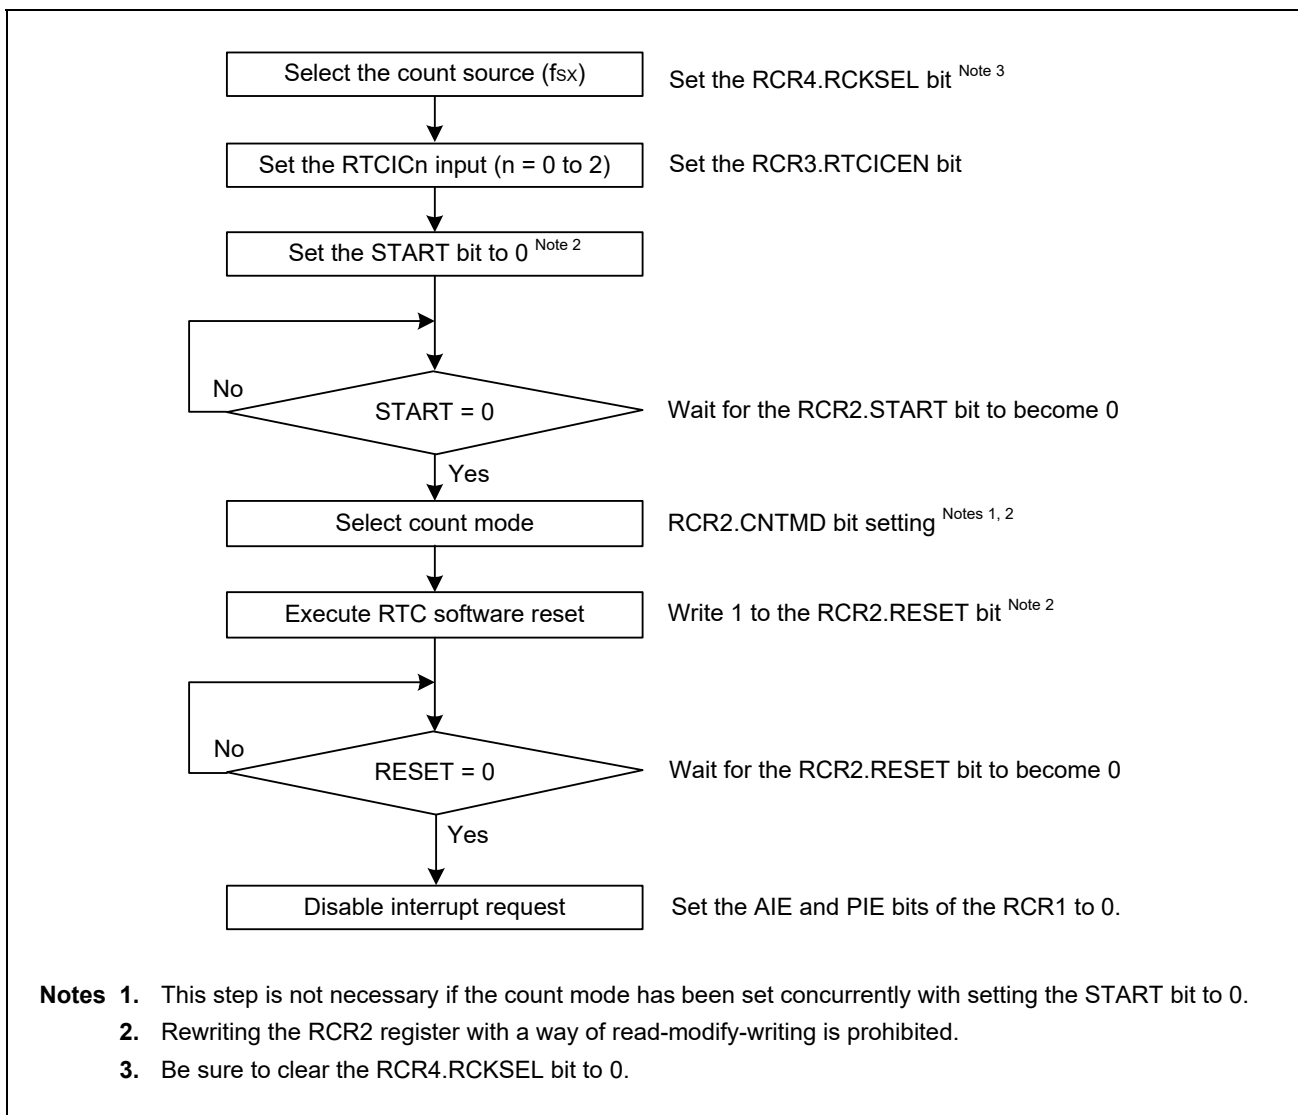 Select the count source (fSX)
Set the RCR4.RCKSEL bit Note 3
Set the RTCICn input (n = 0 to 2)
Set the RCR3.RTCICEN bit
Set the START bit to 0 Note 2
No
START = 0
Wait for the RCR2.START bit to become 0
Yes
Select count mode
RCR2.CNTMD bit setting Notes 1, 2
Execute RTC software reset
Write 1 to the RCR2.RESET bit Note 2
No
RESET = 0
Wait for the RCR2.RESET bit to become 0
Yes
Disable interrupt request
Set the AIE and PIE bits of the RCR1 to 0.
Notes 1. This step is not necessary if the count mode has been set concurrently with setting the START bit to 0.
2. Rewriting the RCR2 register with a way of read-modify-writing is prohibited.
3. Be sure to clear the RCR4.RCKSEL bit to 0.